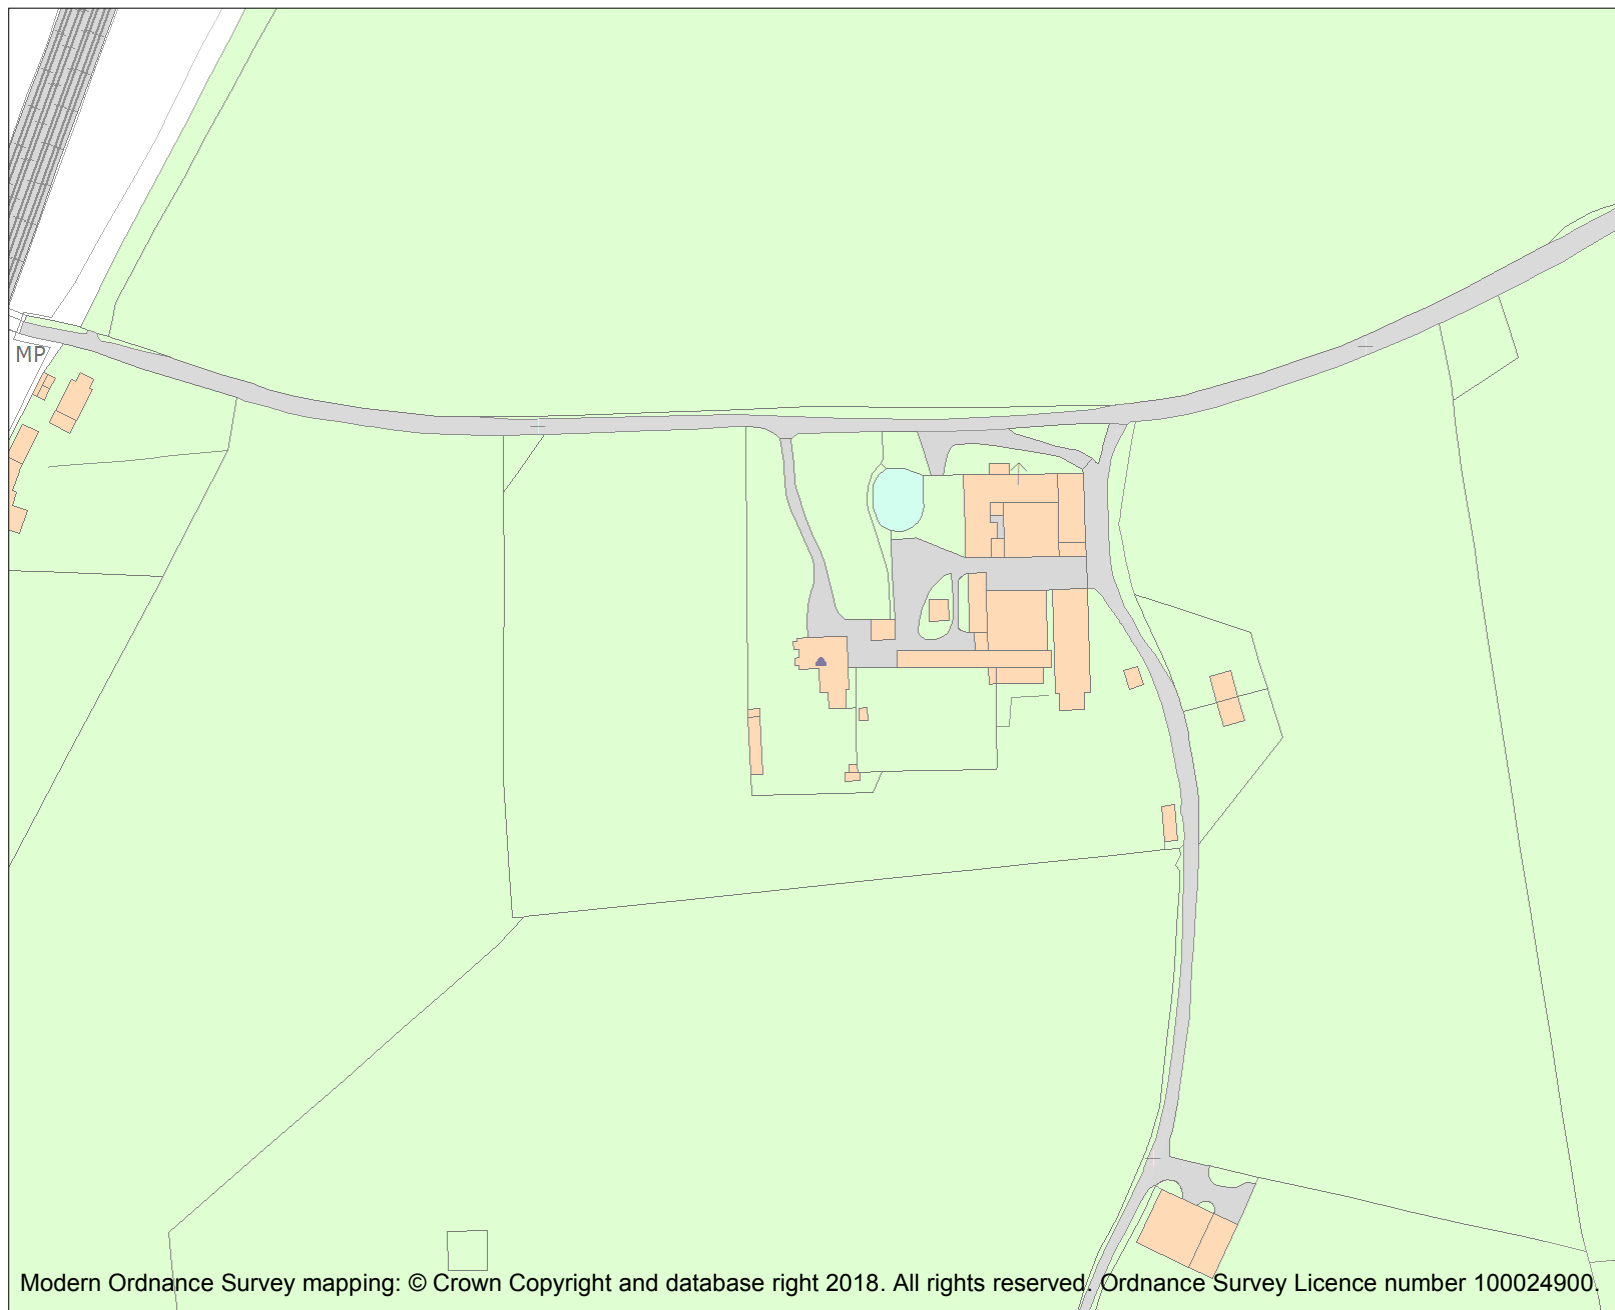 MP
Modern Ordnance Survey mapping: © Crown Copyright and database right 2018. All rights reserved. Ordnance Survey Licence number 100024900.